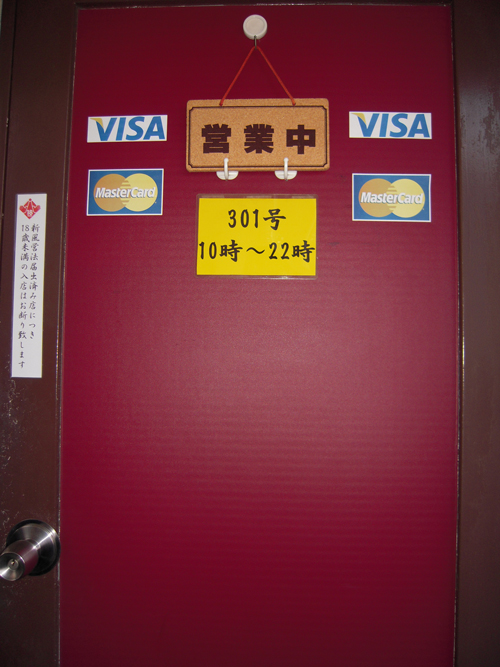 営業中
VISA
VISA
MasterCard
MasterCard
301号
10時～22時
新風営法届出済み店につき
18歳未満の入店はお断り致します